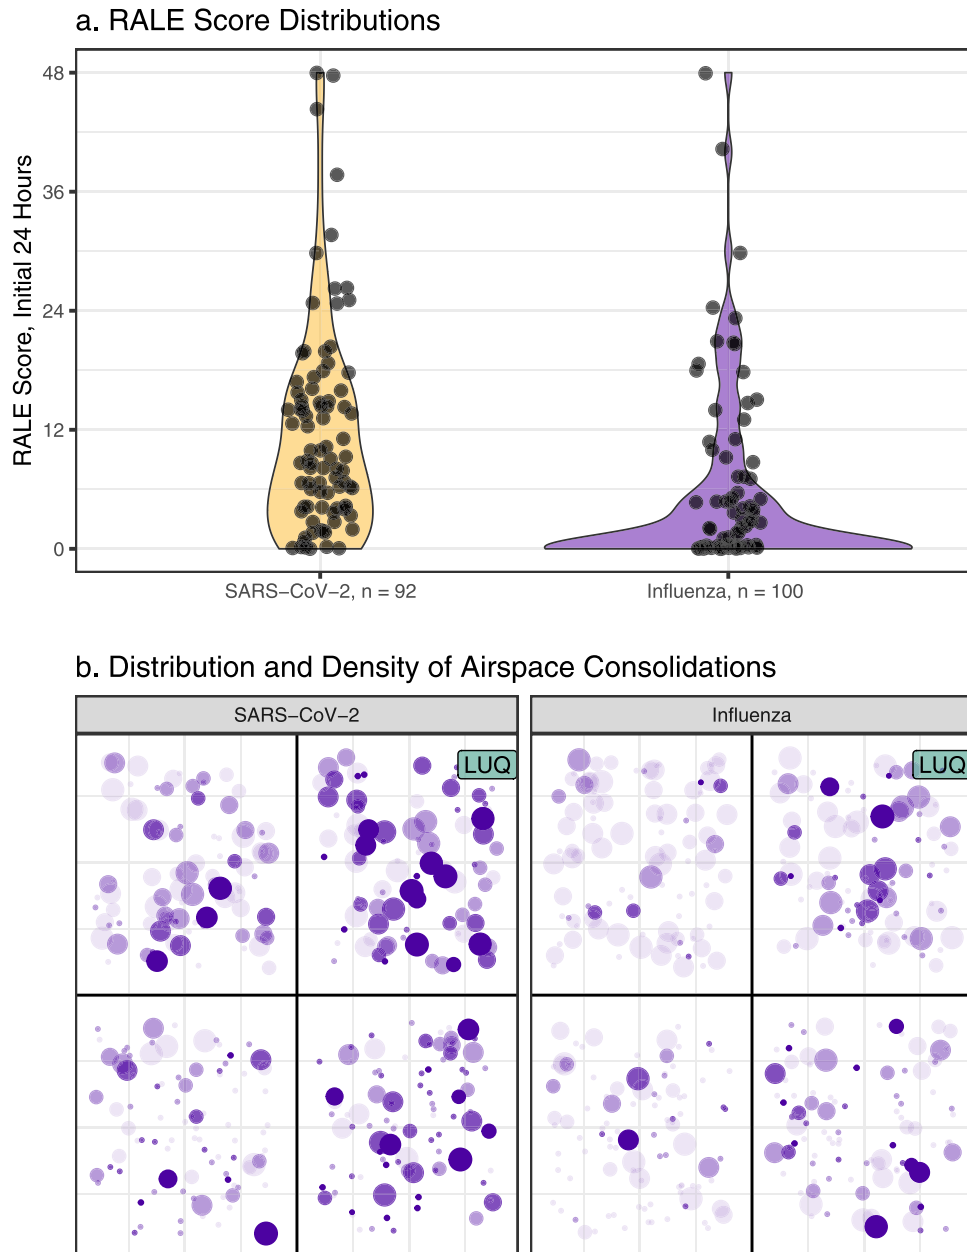 a. RALE Score Distributions
RALE Score, Initial 24 Hours
48
36
24
12
0
SARS−CoV−2, n = 92
Influenza, n = 100
b. Distribution and Density of Airspace Consolidations
SARS−CoV−2
Influenza
LUQ
LUQ